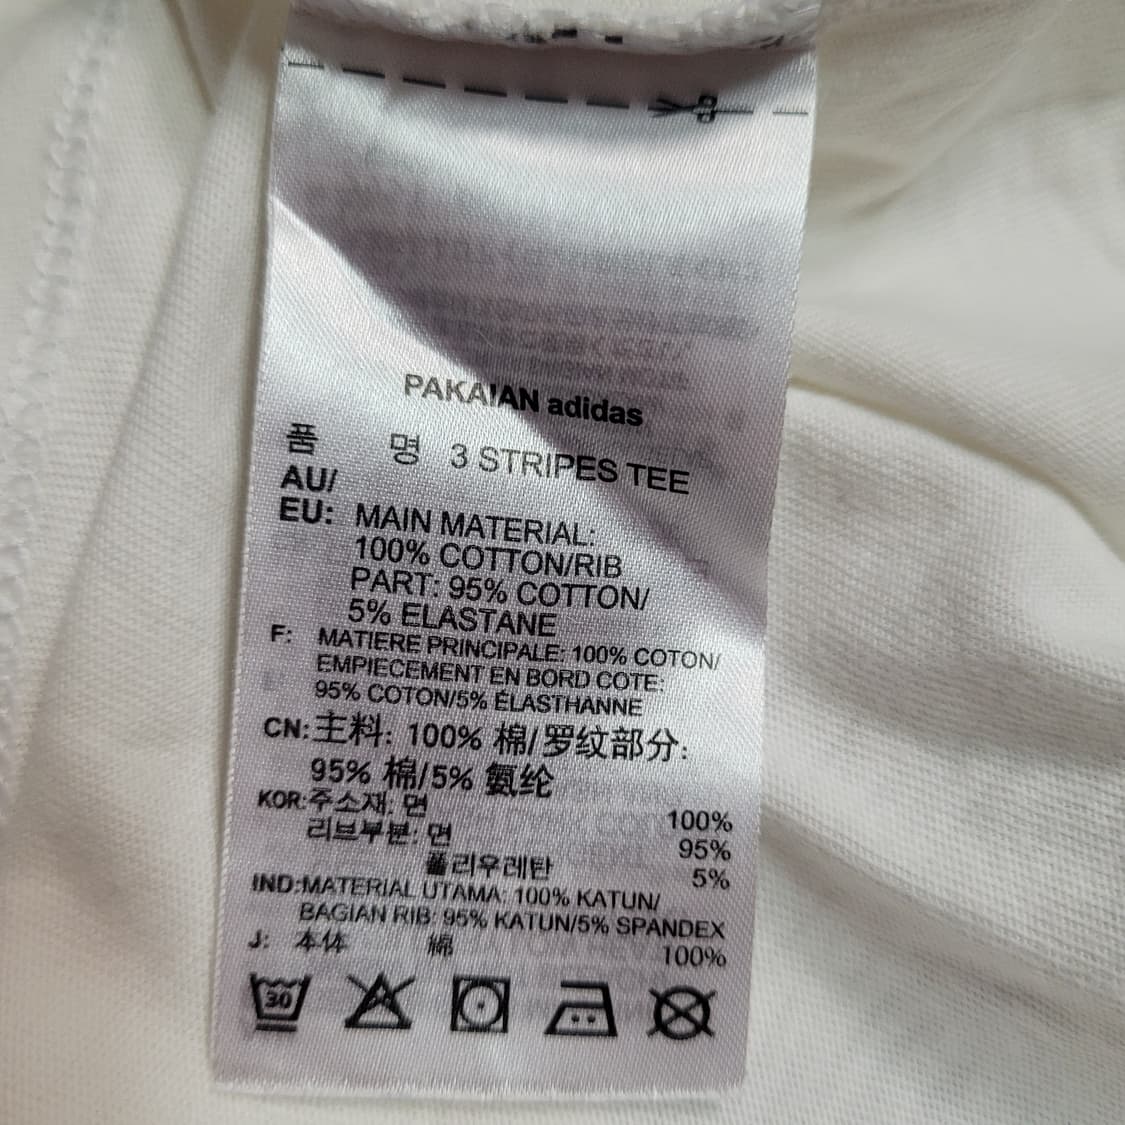 PAKAIAN adidas
품 명 3 STRIPES TEE
AU/
EU: MAIN MATERIAL:
100% COTTON/RIB
PART: 95% COTTON/
5% ELASTANE
F: MATIERE PRINCIPALE: 100% COTON/
EMPIECEMENT EN BORD COTE:
95% COTON/5% ÉLASTHANNE
CN: 主料: 100% 棉/罗纹部分:
95% 棉/5% 氨纶
KOR: 주소재: 면 100%
리브부분: 면 95%
폴리우레탄 5%
IND: MATERIAL UTAMA: 100% KATUN/
BAGIAN RIB: 95% KATUN/5% SPANDEX
J: 本体 綿 100%
30